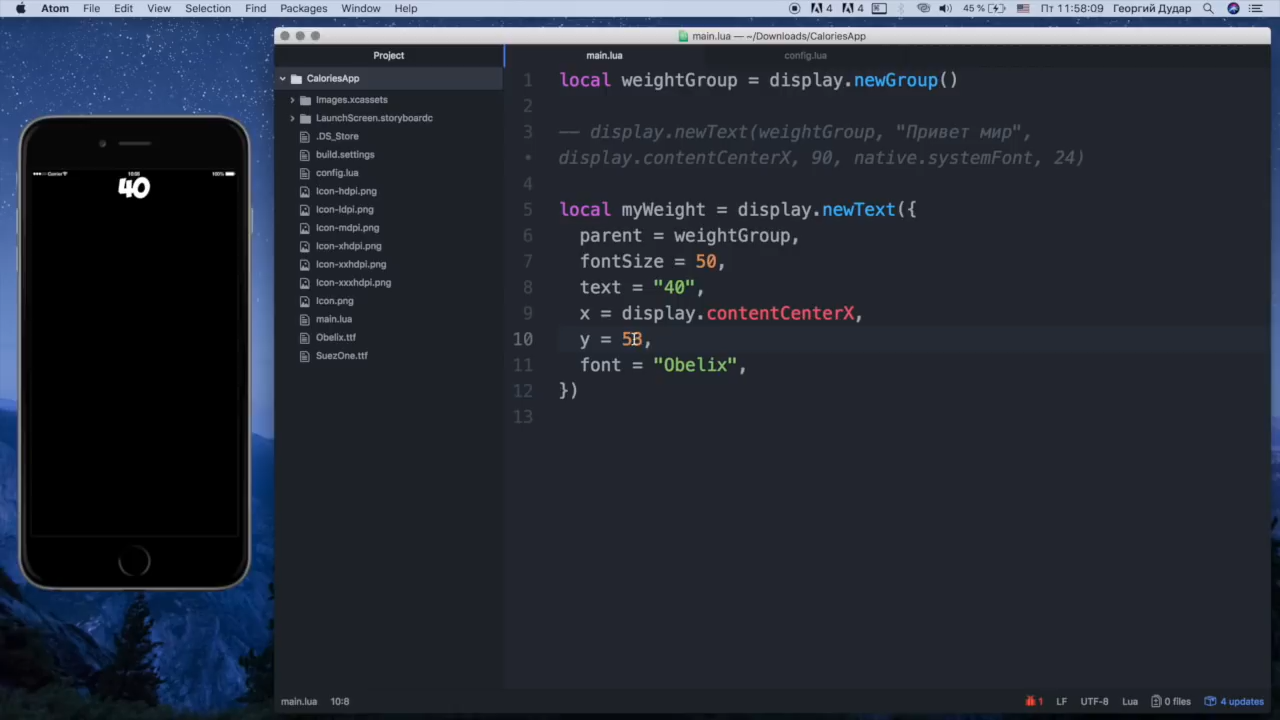 Atom File Edit View Selection Find Packages Window Help 4 4 45 % Пт 11:58:09 Георгий Дудар
main.lua — ~/Downloads/CaloriesApp
Project main.lua config.lua
CaloriesApp
Images.xcassets
LaunchScreen.storyboardc
.DS_Store
build.settings
config.lua
Icon-hdpi.png
Icon-ldpi.png
Icon-mdpi.png
Icon-xhdpi.png
Icon-xxhdpi.png
Icon-xxxhdpi.png
Icon.png
main.lua
Obelix.ttf
SuezOne.ttf
1 local weightGroup = display.newGroup()
2
3 -- display.newText(weightGroup, "Привет мир",
• display.contentCenterX, 90, native.systemFont, 24)
4
5 local myWeight = display.newText({
6 parent = weightGroup,
7 fontSize = 50,
8 text = "40",
9 x = display.contentCenterX,
10 y = 53,
11 font = "Obelix",
12 })
13
100%
40
main.lua 10:8 1 LF UTF-8 Lua 0 files 4 updates